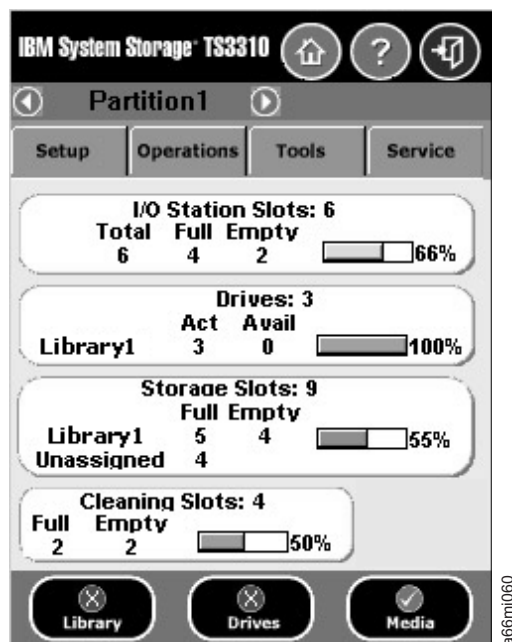 IBM System Storage TS3310
?
Partition1
Setup Operations Tools Service
I/O Station Slots: 6
Total Full Empty
6 4 2 66%
Drives: 3
Act Avail
Library1 3 0 100%
Storage Slots: 9
Full Empty
Library1 5 4 55%
Unassigned 4
Cleaning Slots: 4
Full Empty
2 2 50%
Library Drives Media
a66mi060